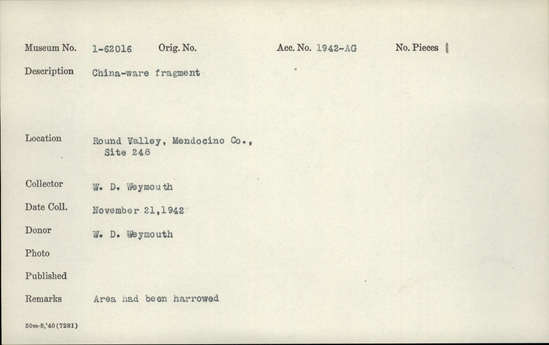 Museum No. 1-62016 Orig. No. Acc. No. 1942-AG No. Pieces
Description China-ware fragment
Location Round Valley, Mendocino Co.,
Site 246
Collector W. D. Weymouth
Date Coll. November 21,1942
Donor W. D. Weymouth
Photo
Published
Remarks Area had been harrowed
50m-8,'40(7281)